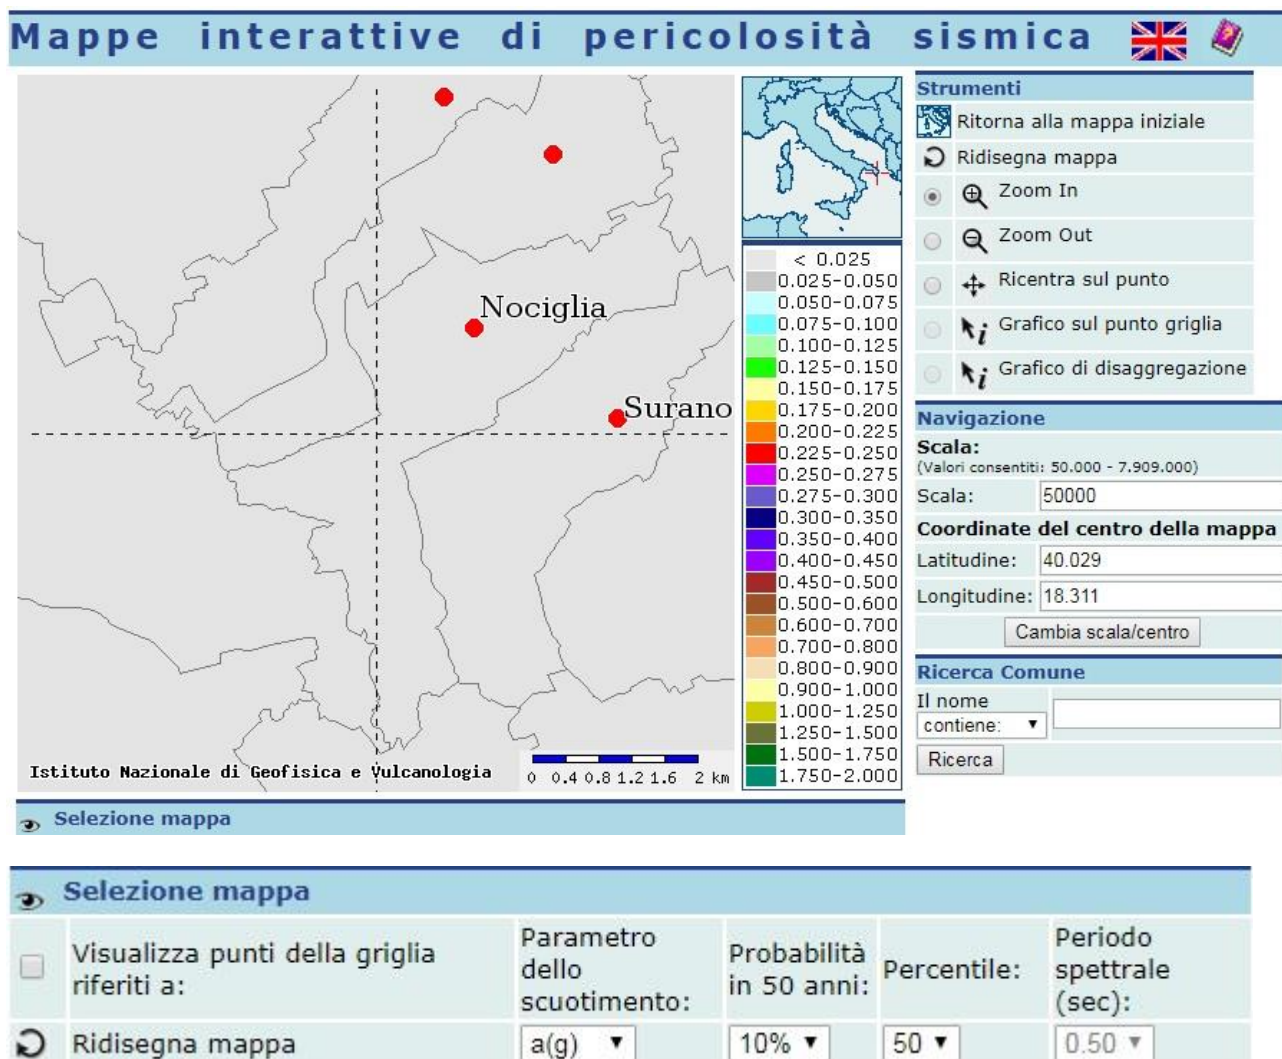 Mappe interattive di pericolosità sismica
Nociglia
Surano
Istituto Nazionale di Geofisica e Vulcanologia
0 0.4 0.8 1.2 1.6 2 km
< 0.025
0.025-0.050
0.050-0.075
0.075-0.100
0.100-0.125
0.125-0.150
0.150-0.175
0.175-0.200
0.200-0.225
0.225-0.250
0.250-0.275
0.275-0.300
0.300-0.350
0.350-0.400
0.400-0.450
0.450-0.500
0.500-0.600
0.600-0.700
0.700-0.800
0.800-0.900
0.900-1.000
1.000-1.250
1.250-1.500
1.500-1.750
1.750-2.000
Strumenti
Ritorna alla mappa iniziale
Ridisegna mappa
Zoom In
Zoom Out
Ricentra sul punto
Grafico sul punto griglia
Grafico di disaggregazione
Navigazione
Scala:
(Valori consentiti: 50.000 - 7.909.000)
Scala: 50000
Coordinate del centro della mappa
Latitudine: 40.029
Longitudine: 18.311
Cambia scala/centro
Ricerca Comune
Il nome
contiene:
Ricerca
Selezione mappa
Selezione mappa
Visualizza punti della griglia
riferiti a:
Parametro
dello
scuotimento:
Probabilità
in 50 anni:
Percentile:
Periodo
spettrale
(sec):
Ridisegna mappa
a(g)
10%
50
0.50